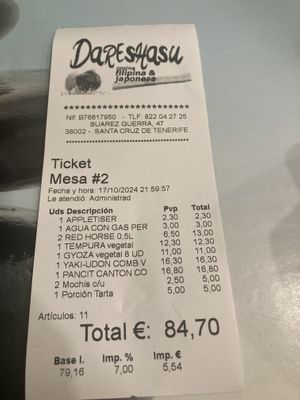 DARESMASU
cocina
filipina &
japonesa
**********************************
Nif: B76617950 - TLF: 822 04 27 25
SUAREZ GUERRA, 47
38002 - SANTA CRUZ DE TENERIFE
Ticket
Mesa #2
Fecha y hora: 17/10/2024 21:59:57
Le atendió: Administrad
Uds Descripción Pvp Total
1 APPLETISER 2,30 2,30
1 AGUA CON GAS PER 3,00 3,00
2 RED HORSE 0,5L 6,50 13,00
1 TEMPURA vegetal 12,30 12,30
1 GYOZA vegetal 8 UD 11,00 11,00
1 YAKI-UDON COMB V 16,30 16,30
1 PANCIT CANTON CO 16,80 16,80
2 Mochis c/u 2,50 5,00
1 Porción Tarta 5,00 5,00
Artículos: 11
Total €: 84,70
Base I. Imp. % Imp. €
79,16 7,00 5,54